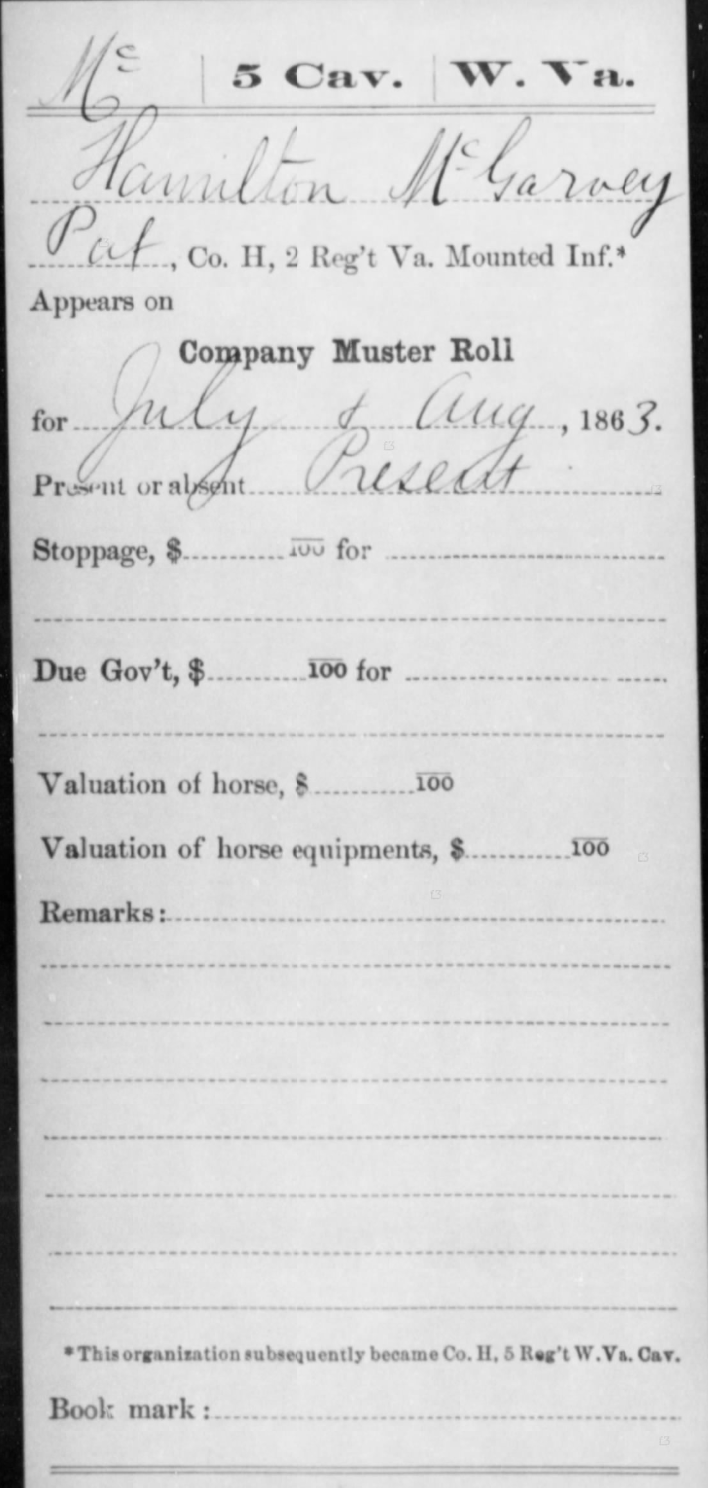 Mc | 5 Cav. | W. Va.
Hamilton McGarvey
Pvt, Co. H, 2 Reg't Va. Mounted Inf.*
Appears on
Company Muster Roll
for July & Aug, 1863.
Present or absent Present
Stoppage, $ 100 for
Due Gov't, $ 100 for
Valuation of horse, $ 100
Valuation of horse equipments, $ 100
Remarks:
*This organization subsequently became Co. H, 5 Reg't W.Va. Cav.
Book mark: